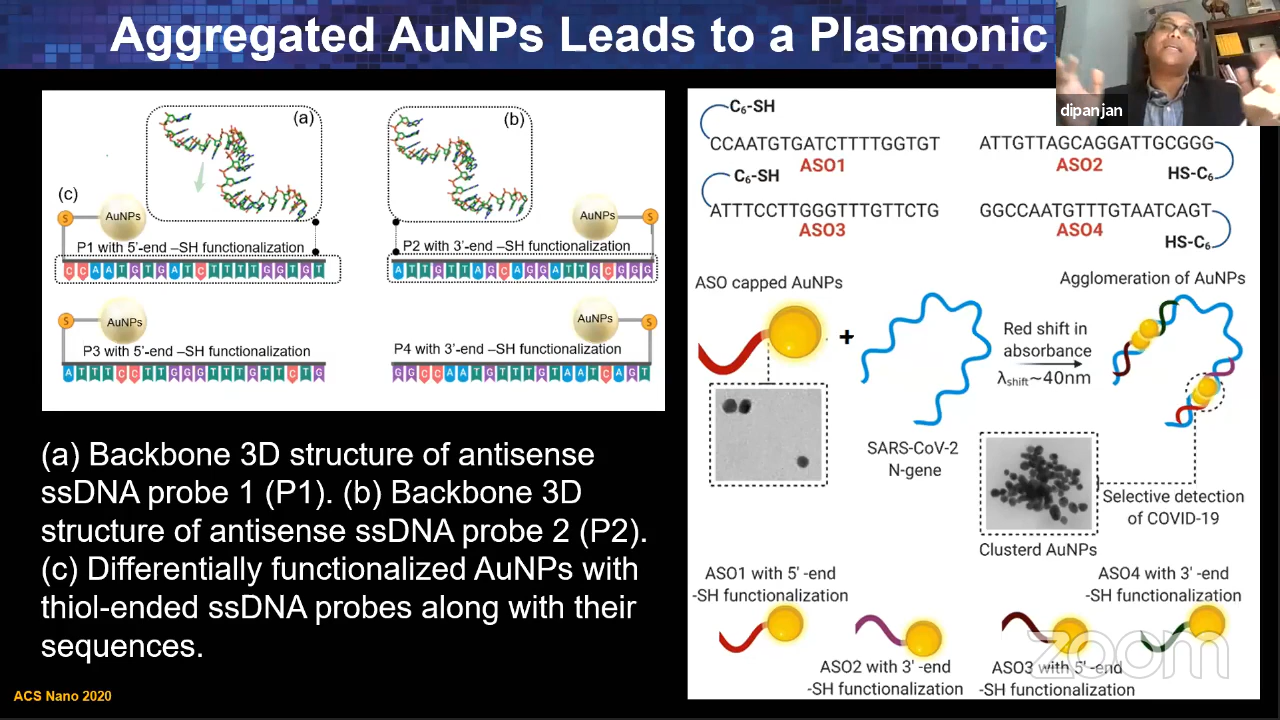 Aggregated AuNPs Leads to a Plasmonic
dipanjan
(a)
(b)
(c)
S
AuNPs
AuNPs
S
P1 with 5'-end –SH functionalization
P2 with 3'-end –SH functionalization
CCAATGTGATCTTTTGGTGT
ATTGTTAGCAGGATTGCGGG
S
AuNPs
AuNPs
S
P3 with 5'-end –SH functionalization
P4 with 3'-end –SH functionalization
ATTTCCTTGGGTTTGTTCTG
GGCCAATGTTTGTAATCAGT
(a) Backbone 3D structure of antisense
ssDNA probe 1 (P1). (b) Backbone 3D
structure of antisense ssDNA probe 2 (P2).
(c) Differentially functionalized AuNPs with
thiol-ended ssDNA probes along with their
sequences.
ACS Nano 2020
C6-SH
CCAATGTGATCTTTTGGTGT
ASO1
ATTGTTAGCAGGATTGCGGG
ASO2
HS-C6
C6-SH
ATTTCCTTGGGTTTGTTCTG
ASO3
GGCCAATGTTTGTAATCAGT
ASO4
HS-C6
ASO capped AuNPs
+
SARS-CoV-2
N-gene
Red shift in
absorbance
λshift~40nm
Agglomeration of AuNPs
Clusterd AuNPs
Selective detection
of COVID-19
ASO1 with 5' -end
-SH functionalization
ASO4 with 3' -end
-SH functionalization
ASO2 with 3' -end
-SH functionalization
ASO3 with 5' -end
-SH functionalization
zoom